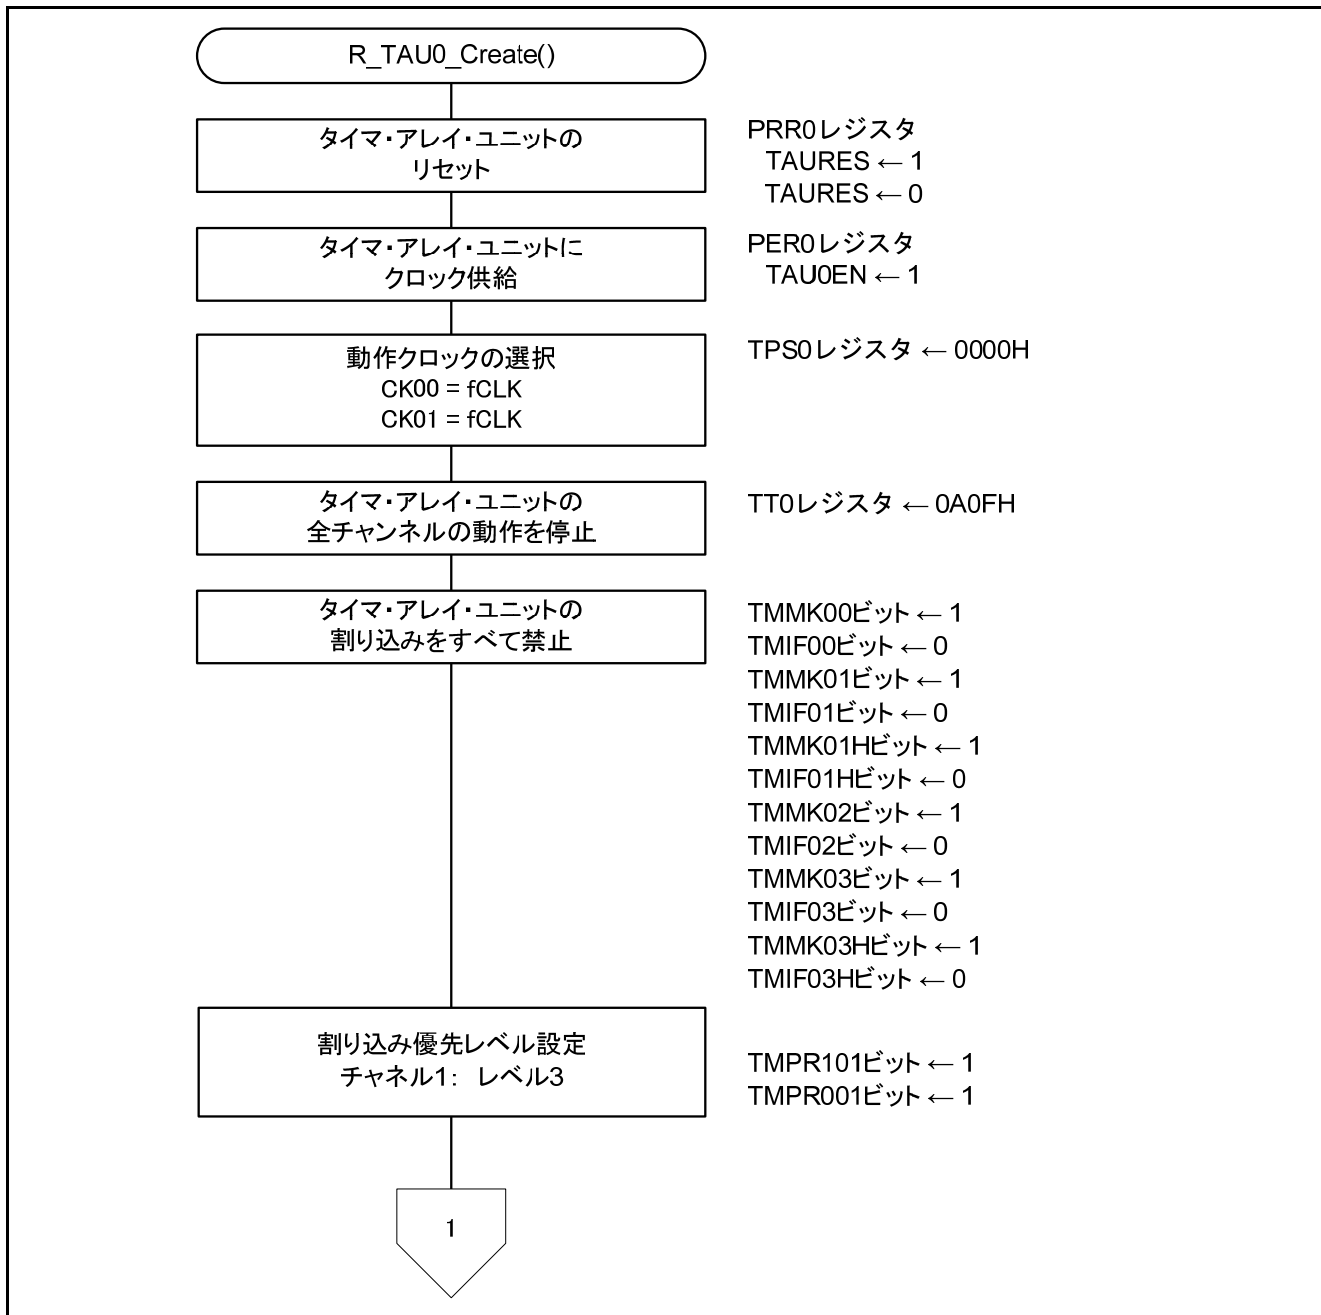 R_TAU0_Create()
タイマ・アレイ・ユニットの
リセット
PRR0レジスタ
TAURES ← 1
TAURES ← 0
タイマ・アレイ・ユニットに
クロック供給
PER0レジスタ
TAU0EN ← 1
動作クロックの選択
CK00 = fCLK
CK01 = fCLK
TPS0レジスタ ← 0000H
タイマ・アレイ・ユニットの
全チャンネルの動作を停止
TT0レジスタ ← 0A0FH
タイマ・アレイ・ユニットの
割り込みをすべて禁止
TMMK00ビット ← 1
TMIF00ビット ← 0
TMMK01ビット ← 1
TMIF01ビット ← 0
TMMK01Hビット ← 1
TMIF01Hビット ← 0
TMMK02ビット ← 1
TMIF02ビット ← 0
TMMK03ビット ← 1
TMIF03ビット ← 0
TMMK03Hビット ← 1
TMIF03Hビット ← 0
割り込み優先レベル設定
チャネル1： レベル3
TMPR101ビット ← 1
TMPR001ビット ← 1
1